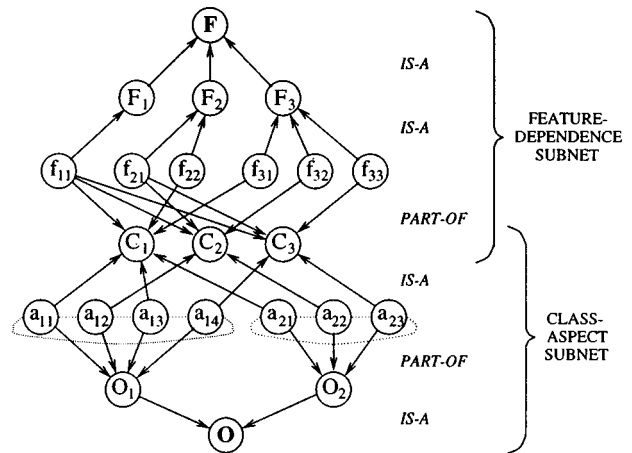 F
IS-A
F1 F2 F3
IS-A
FEATURE-
DEPENDENCE
SUBNET
f11 f21 f22 f31 f32 f33
PART-OF
C1 C2 C3
IS-A
a11 a12 a13 a14 a21 a22 a23
CLASS-
ASPECT
SUBNET
PART-OF
O1 O2
IS-A
O